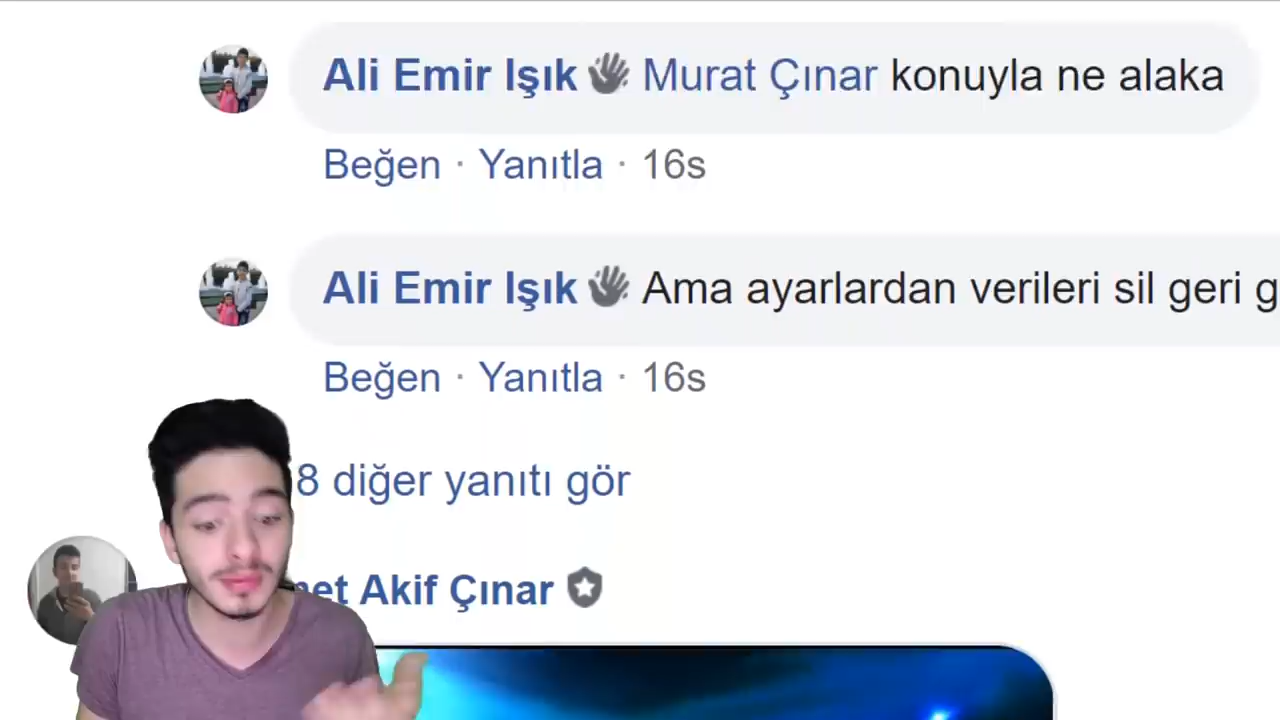 Ali Emir Işık Murat Çınar konuyla ne alaka
Beğen · Yanıtla · 16s
Ali Emir Işık Ama ayarlardan verileri sil geri
Beğen · Yanıtla · 16s
8 diğer yanıtı gör
Akif Çınar